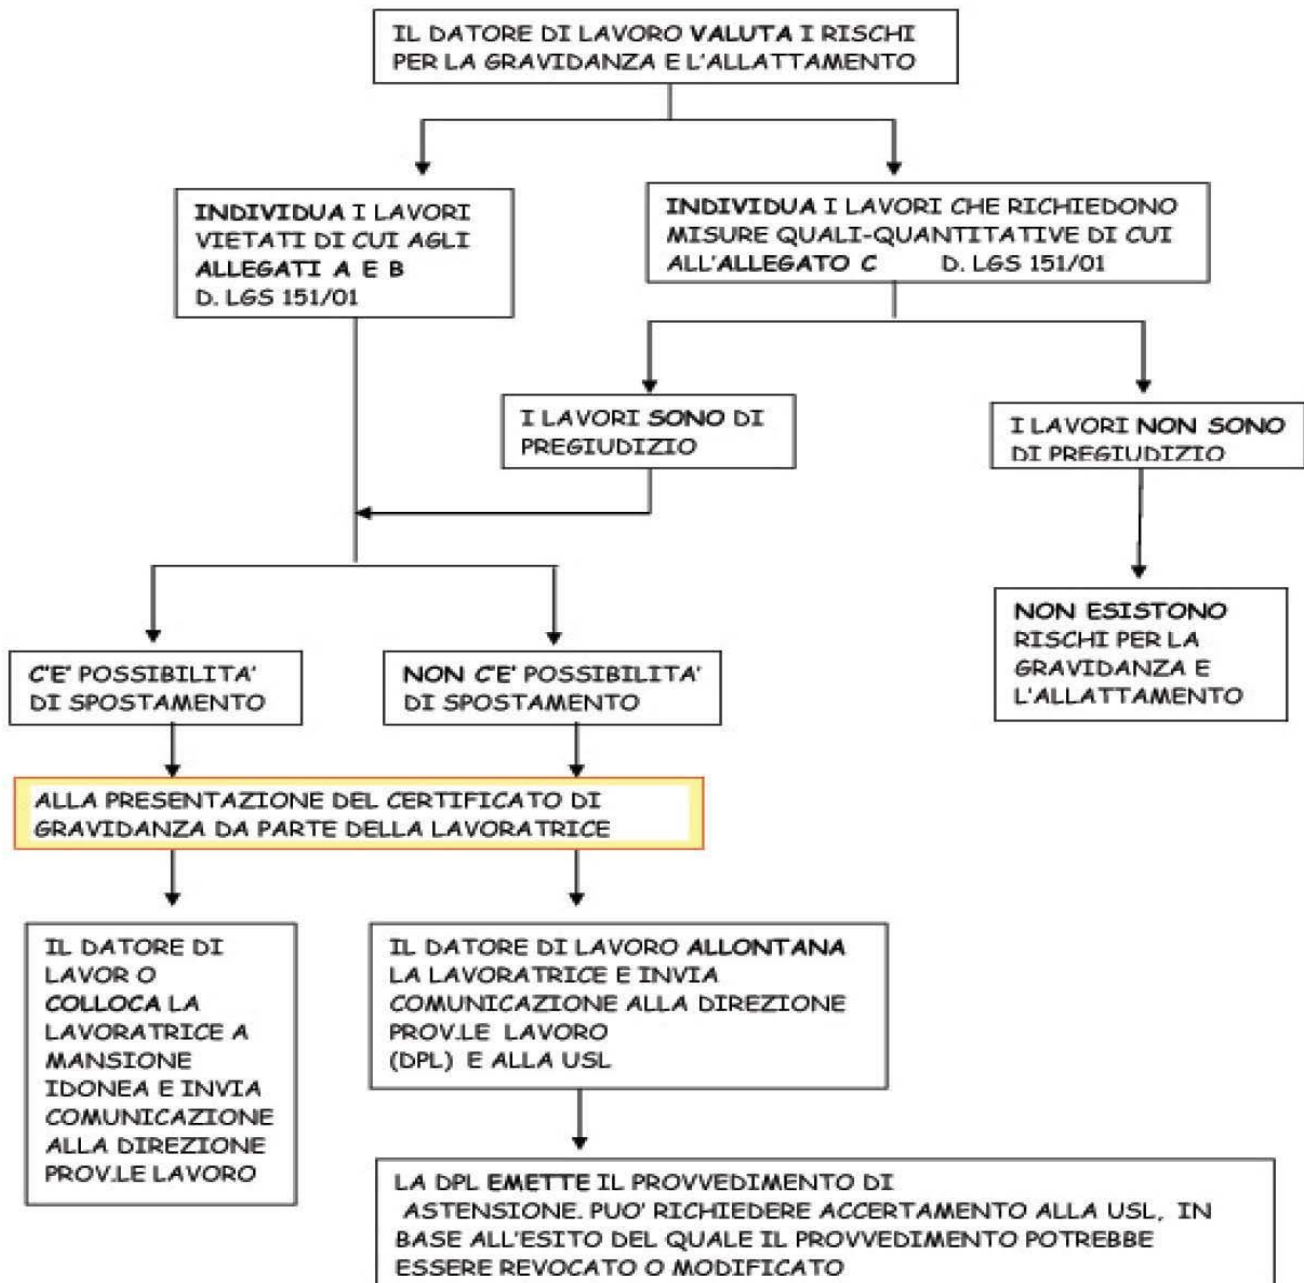 IL DATORE DI LAVORO VALUTA I RISCHI
PER LA GRAVIDANZA E L'ALLATTAMENTO
INDIVIDUA I LAVORI
VIETATI DI CUI AGLI
ALLEGATI A E B
D. LGS 151/01
INDIVIDUA I LAVORI CHE RICHIEDONO
MISURE QUALI-QUANTITATIVE DI CUI
ALL'ALLEGATO C D. LGS 151/01
I LAVORI SONO DI
PREGIUDIZIO
I LAVORI NON SONO
DI PREGIUDIZIO
NON ESISTONO
RISCHI PER LA
GRAVIDANZA E
L'ALLATTAMENTO
C'E' POSSIBILITA'
DI SPOSTAMENTO
NON C'E' POSSIBILITA'
DI SPOSTAMENTO
ALLA PRESENTAZIONE DEL CERTIFICATO DI
GRAVIDANZA DA PARTE DELLA LAVORATRICE
IL DATORE DI
LAVOR O
COLLOCA LA
LAVORATRICE A
MANSIONE
IDONEA E INVIA
COMUNICAZIONE
ALLA DIREZIONE
PROV.LE LAVORO
IL DATORE DI LAVORO ALLONTANA
LA LAVORATRICE E INVIA
COMUNICAZIONE ALLA DIREZIONE
PROV.LE LAVORO
(DPL) E ALLA USL
LA DPL EMETTE IL PROVVEDIMENTO DI
ASTENSIONE. PUO' RICHIEDERE ACCERTAMENTO ALLA USL, IN
BASE ALL'ESITO DEL QUALE IL PROVVEDIMENTO POTREBBE
ESSERE REVOCATO O MODIFICATO